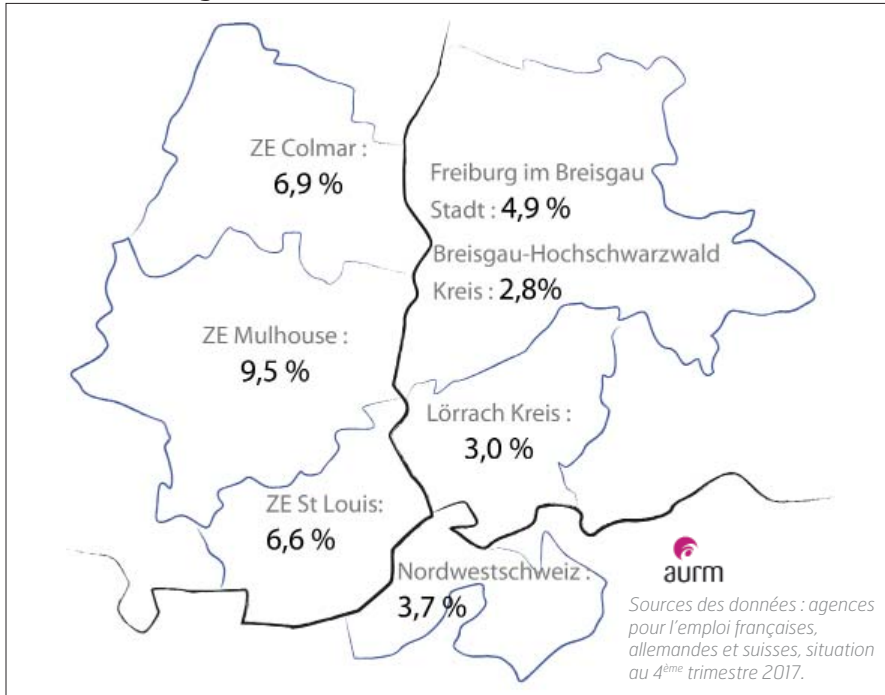 ZE Colmar :
6,9 %
Freiburg im Breisgau
Stadt : 4,9 %
Breisgau-Hochschwarzwald
Kreis : 2,8%
ZE Mulhouse :
9,5 %
Lörrach Kreis :
3,0 %
ZE St Louis:
6,6 %
Nordwestschweiz :
3,7 %
aurm
Sources des données : agences
pour l'emploi françaises,
allemandes et suisses, situation
au 4ème trimestre 2017.